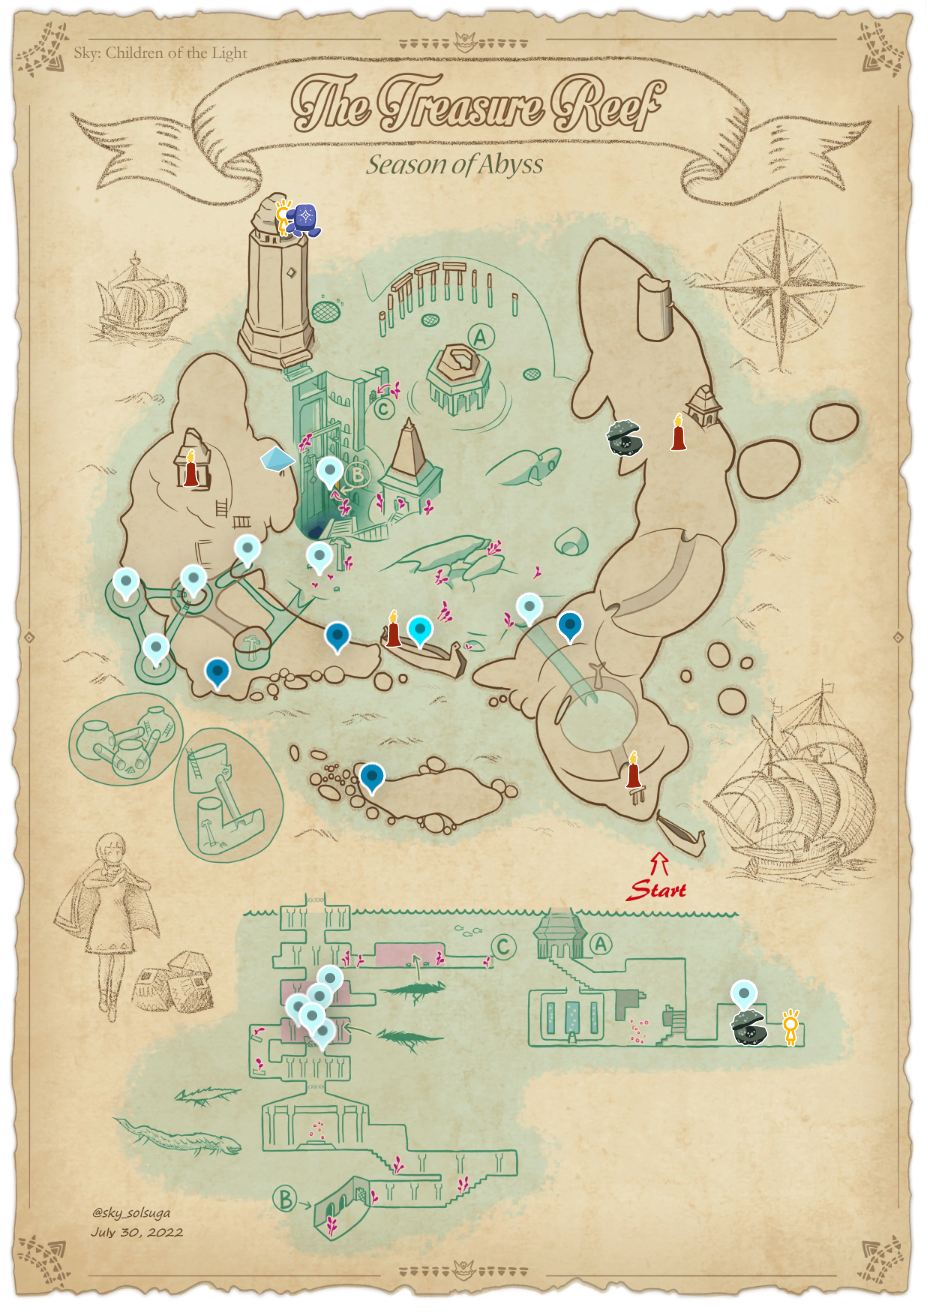 Sky: Children of the Light
The Treasure Reef
Season of Abyss
A
C
B
Start
C
A
B
@sky_solsuga
July 30, 2022